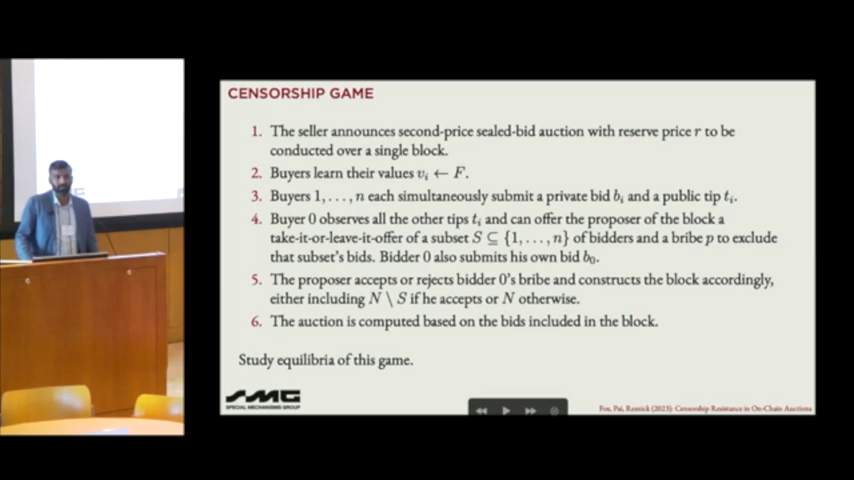 CENSORSHIP GAME
1. The seller announces second-price sealed-bid auction with reserve price r to be
conducted over a single block.
2. Buyers learn their values vᵢ ← F.
3. Buyers 1, . . . , n each simultaneously submit a private bid bᵢ and a public tip tᵢ.
4. Buyer 0 observes all the other tips tᵢ and can offer the proposer of the block a
take-it-or-leave-it-offer of a subset S ⊆ {1, . . . , n} of bidders and a bribe p to exclude
that subset's bids. Bidder 0 also submits his own bid b₀.
5. The proposer accepts or rejects bidder 0's bribe and constructs the block accordingly,
either including N \ S if he accepts or N otherwise.
6. The auction is computed based on the bids included in the block.
Study equilibria of this game.
SMG
SPECIAL MECHANISMS GROUP
Fox, Pai, Resnick (2023): Censorship Resistance in On-Chain Auctions